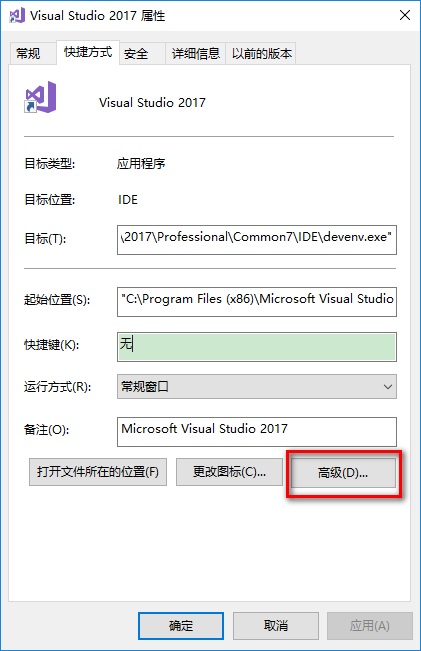 Visual Studio 2017 属性
常规 快捷方式 安全 详细信息 以前的版本
Visual Studio 2017
目标类型: 应用程序
目标位置: IDE
目标(T): \2017\Professional\Common7\IDE\devenv.exe"
起始位置(S): "C:\Program Files (x86)\Microsoft Visual Studio
快捷键(K): 无
运行方式(R): 常规窗口
备注(O): Microsoft Visual Studio 2017
打开文件所在的位置(F) 更改图标(C)... 高级(D)...
确定 取消 应用(A)